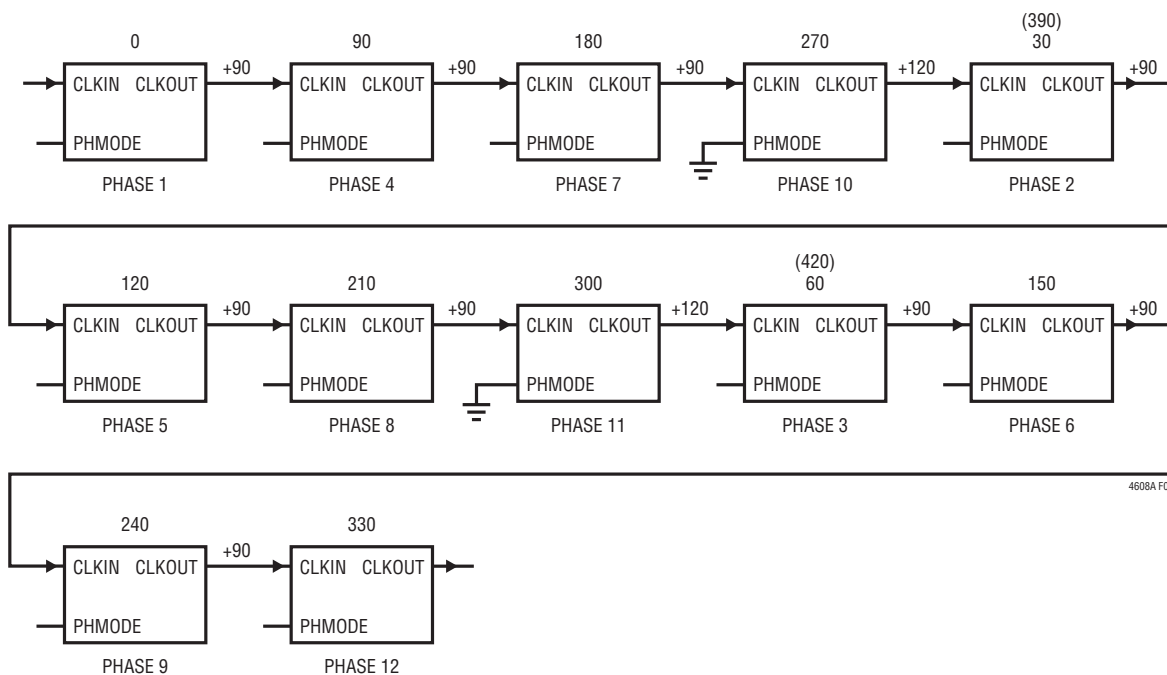 0 90 180 270 (390)
30
+90 +90 +90 +120 +90
CLKIN CLKOUT CLKIN CLKOUT CLKIN CLKOUT CLKIN CLKOUT CLKIN CLKOUT
PHMODE PHMODE PHMODE PHMODE PHMODE
PHASE 1 PHASE 4 PHASE 7 PHASE 10 PHASE 2
120 210 300 (420)
60 150
+90 +90 +120 +90 +90
CLKIN CLKOUT CLKIN CLKOUT CLKIN CLKOUT CLKIN CLKOUT CLKIN CLKOUT
PHMODE PHMODE PHMODE PHMODE PHMODE
PHASE 5 PHASE 8 PHASE 11 PHASE 3 PHASE 6
4608A F0
240 330
+90
CLKIN CLKOUT CLKIN CLKOUT
PHMODE PHMODE
PHASE 9 PHASE 12